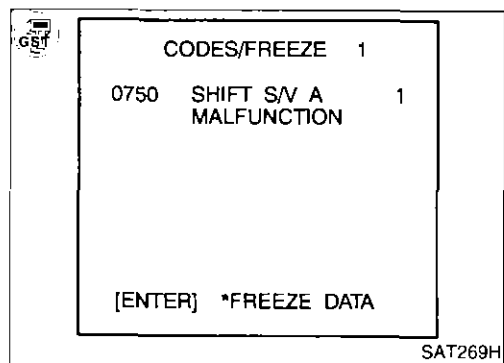 GST
CODES/FREEZE 1
0750 SHIFT S/V A 1
MALFUNCTION
[ENTER] *FREEZE DATA
SAT269H